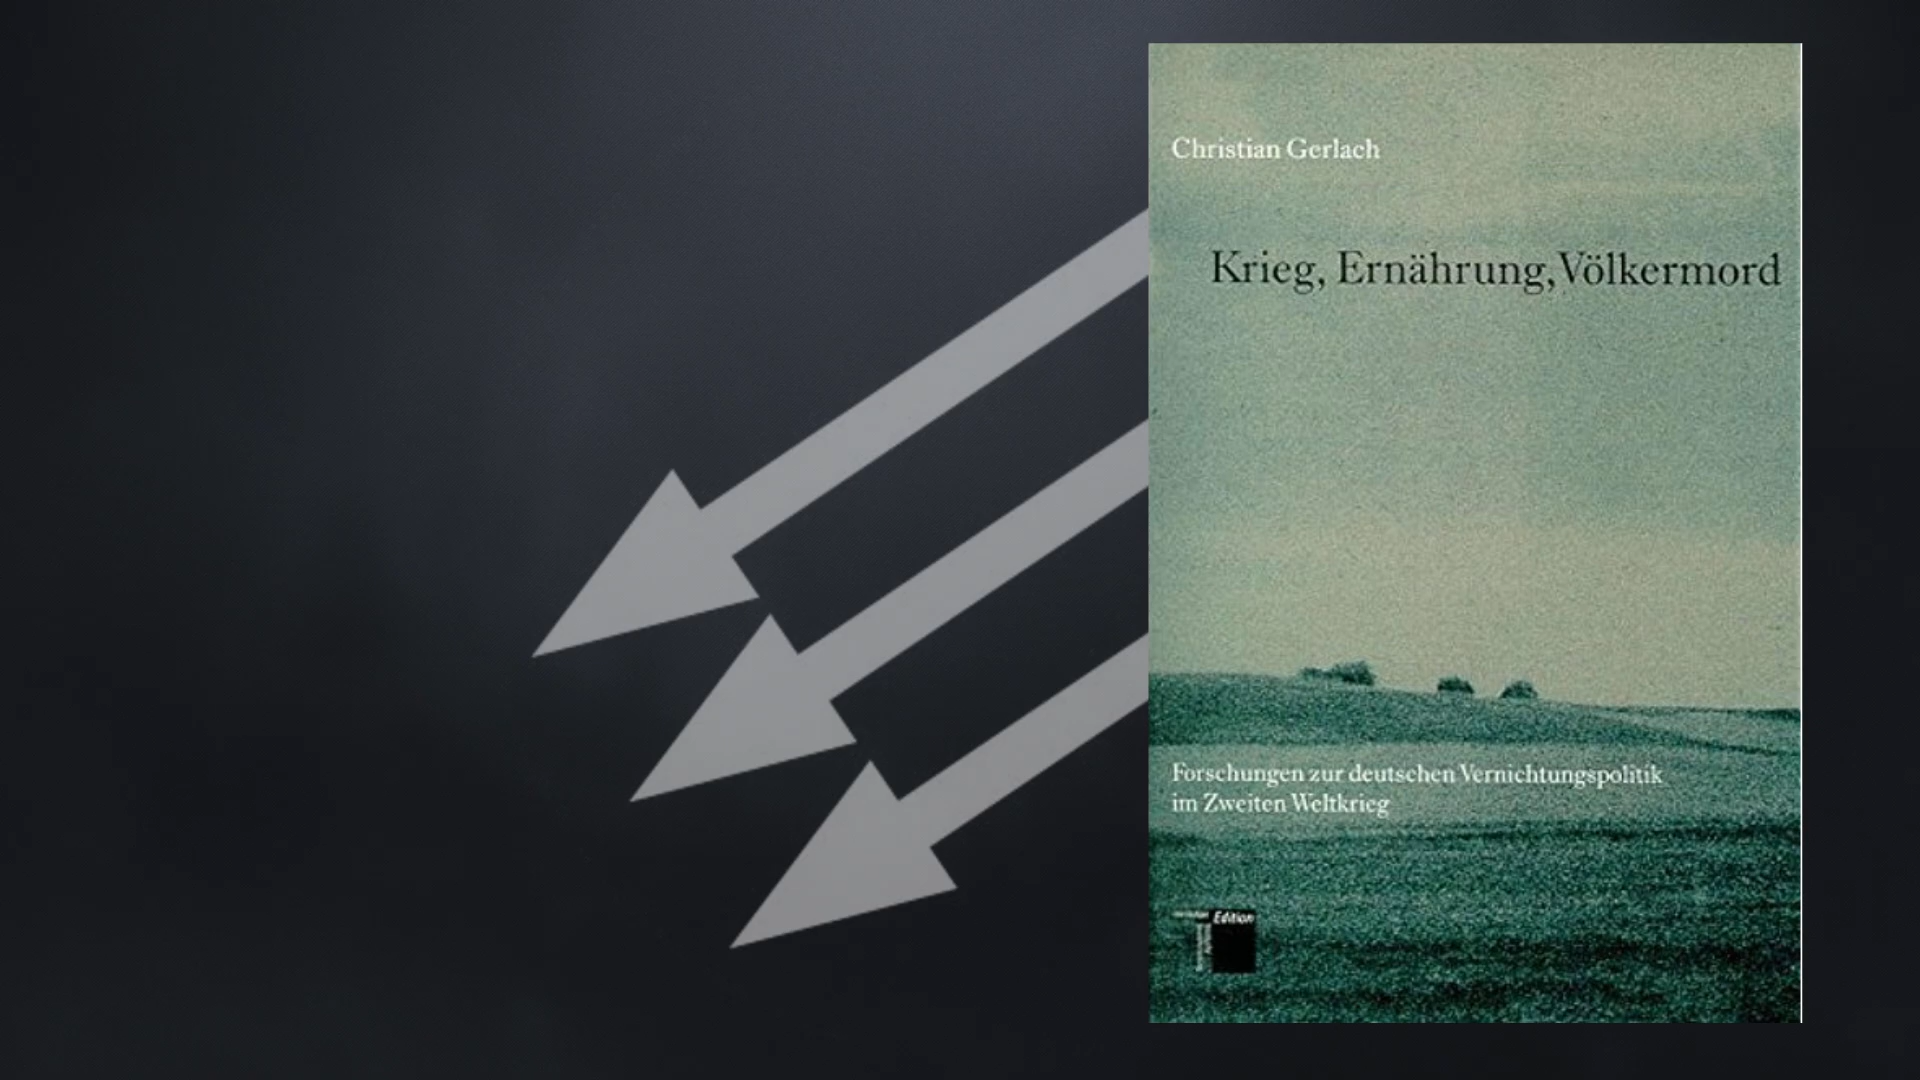 Christian Gerlach
Krieg, Ernährung, Völkermord
Forschungen zur deutschen Vernichtungspolitik
im Zweiten Weltkrieg
Edition